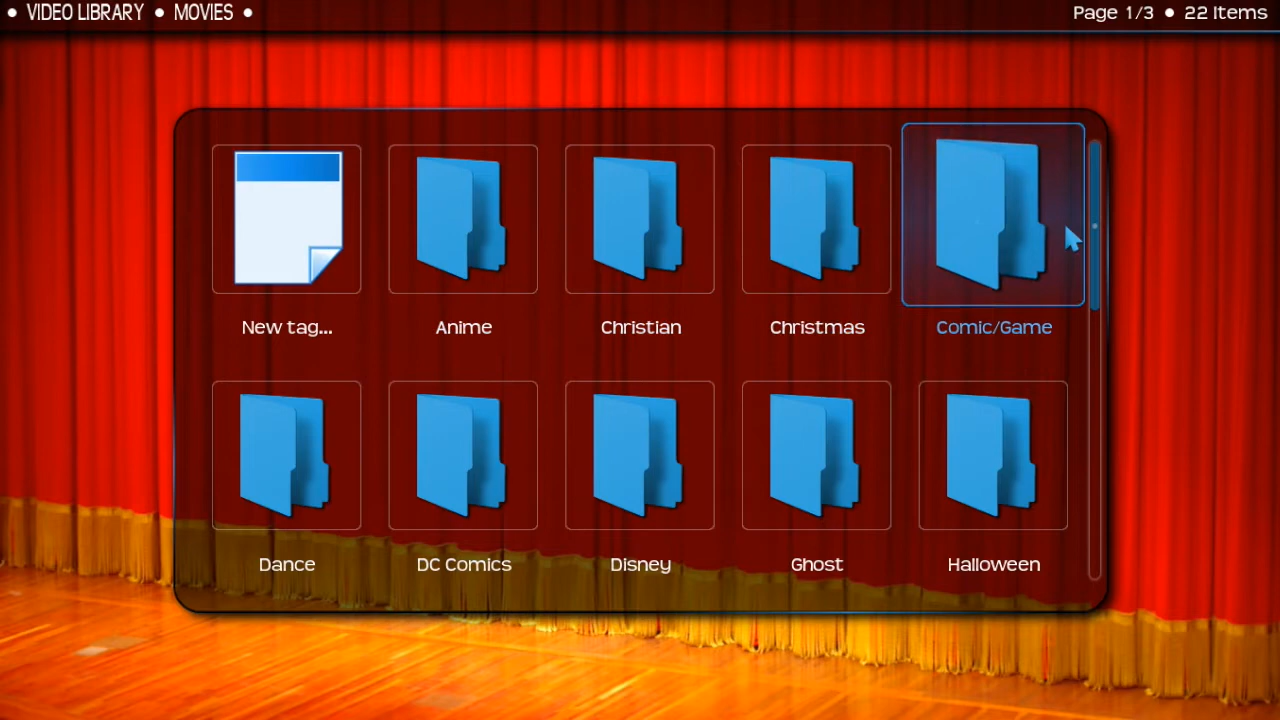 • VIDEO LIBRARY • MOVIES •
Page 1/3 • 22 Items
New tag...
Anime
Christian
Christmas
Comic/Game
Dance
DC Comics
Disney
Ghost
Halloween